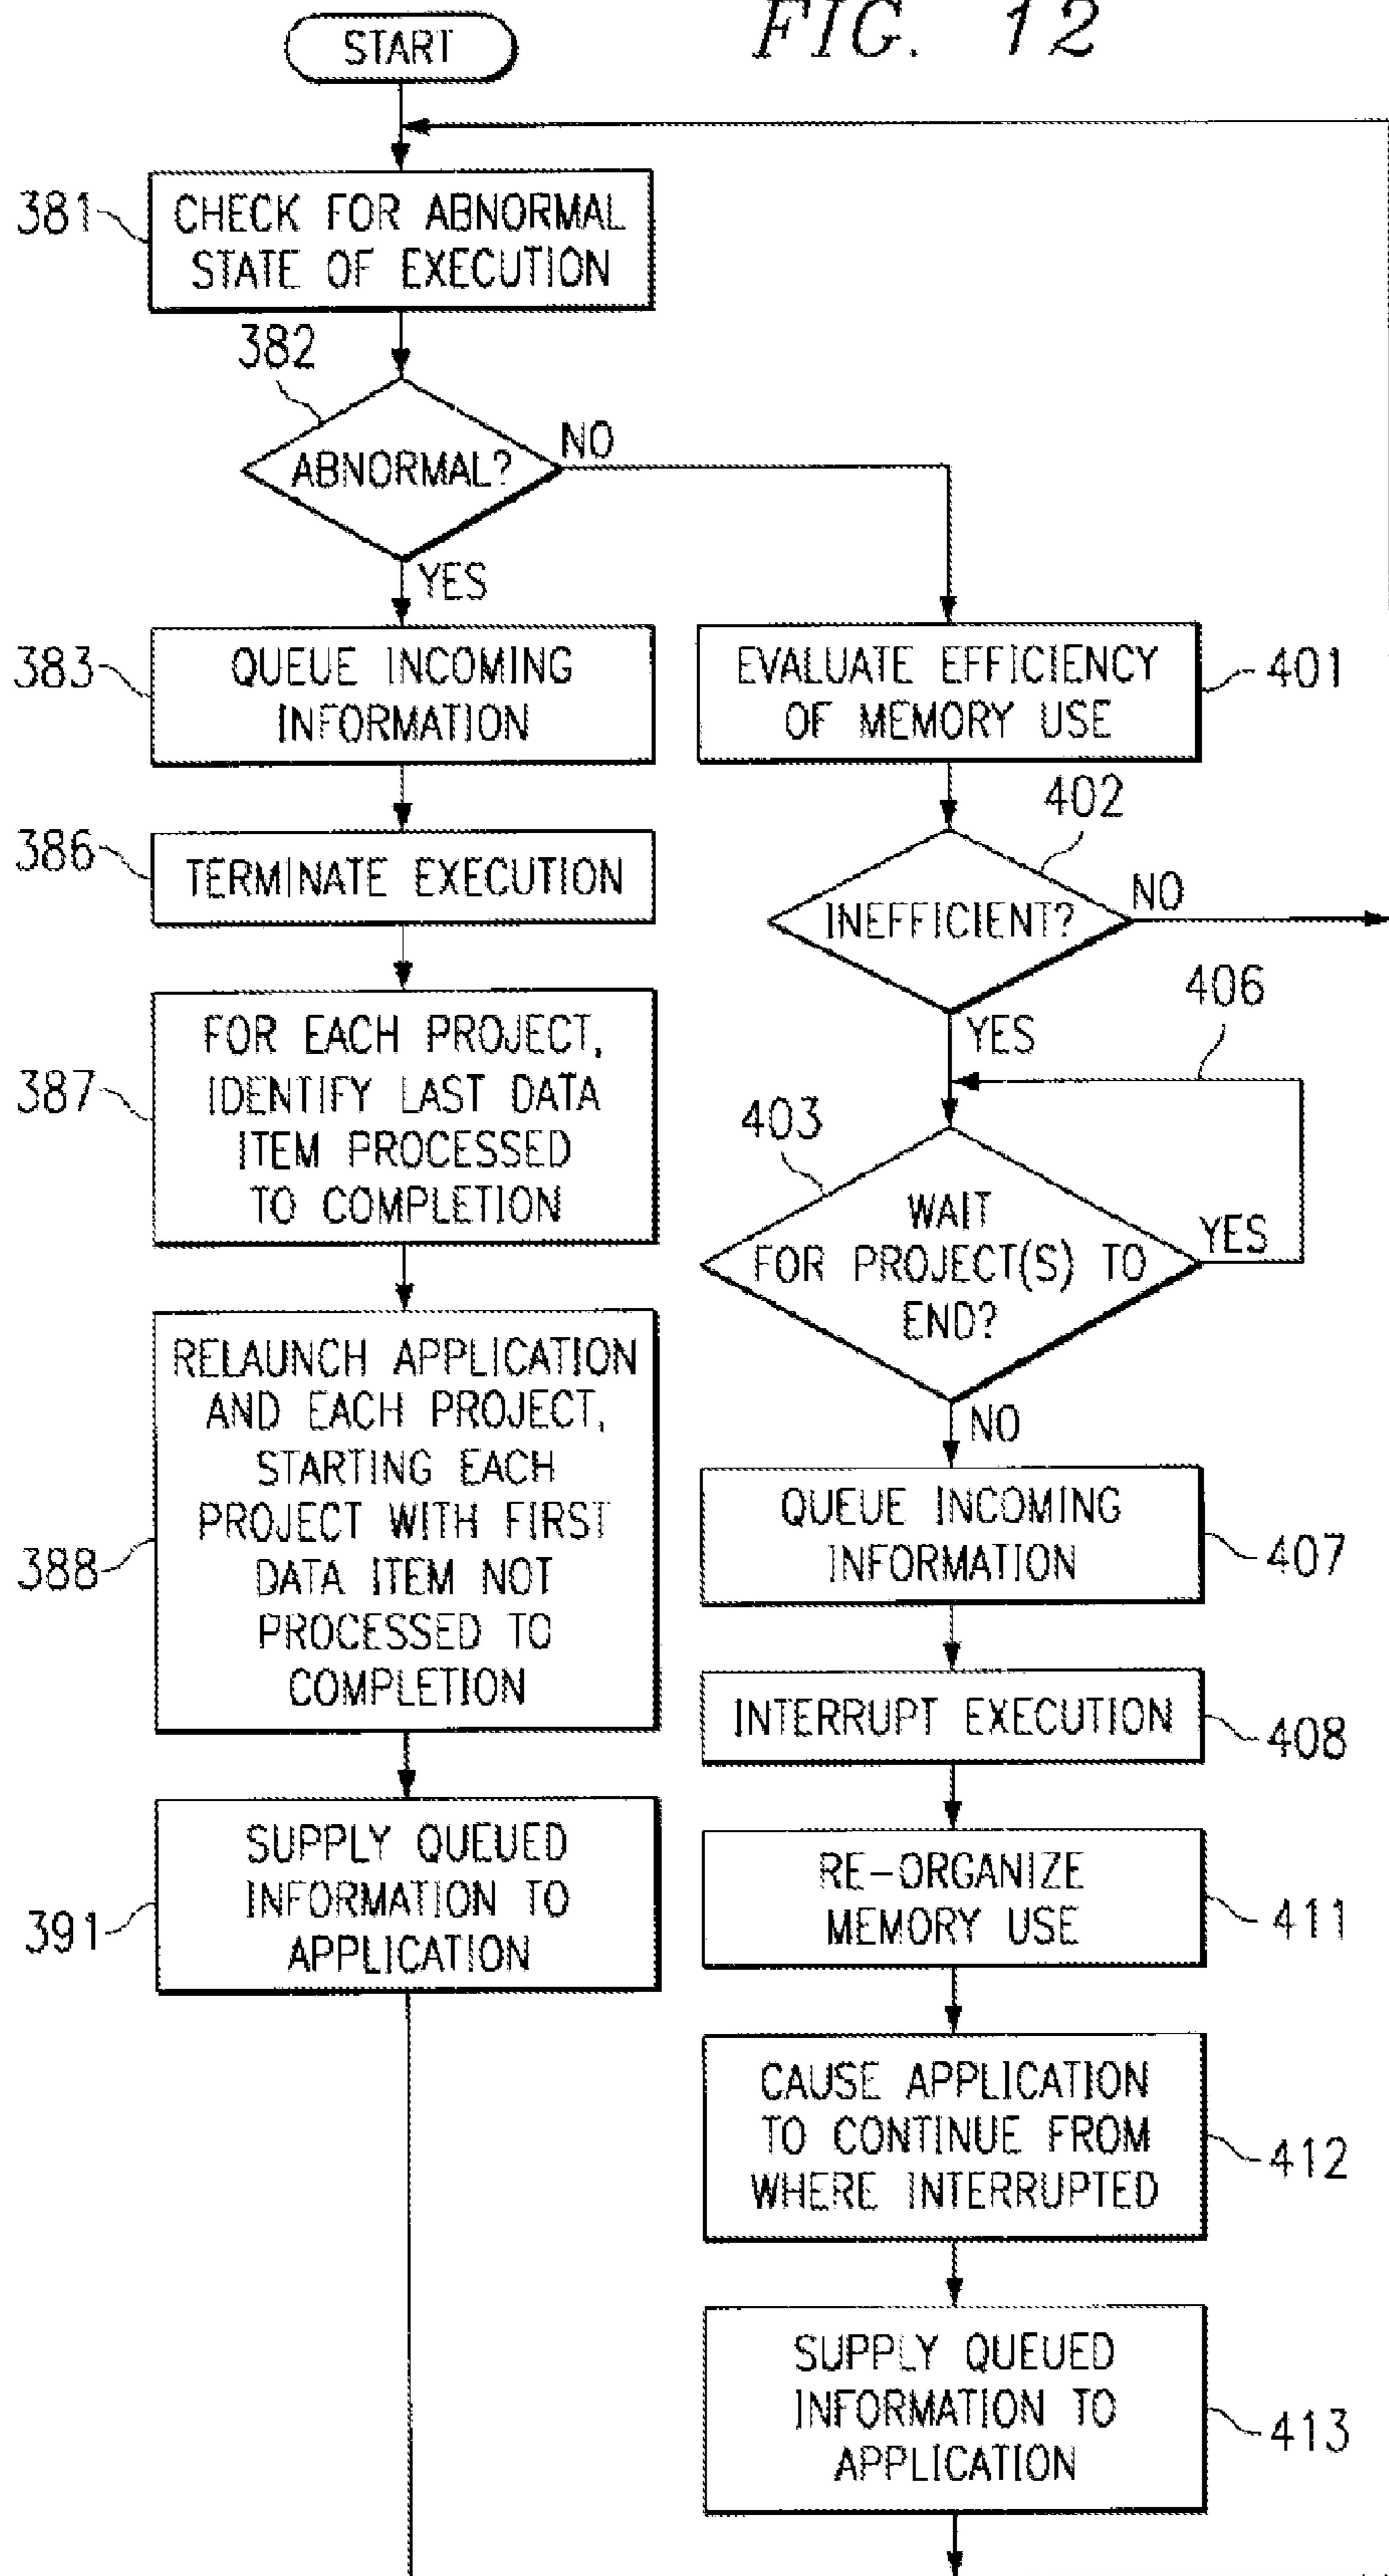 FIG. 12
START
381
CHECK FOR ABNORMAL
STATE OF EXECUTION
382
ABNORMAL?
NO
YES
383
QUEUE INCOMING
INFORMATION
386
TERMINATE EXECUTION
387
FOR EACH PROJECT,
IDENTIFY LAST DATA
ITEM PROCESSED
TO COMPLETION
388
RELAUNCH APPLICATION
AND EACH PROJECT,
STARTING EACH
PROJECT WITH FIRST
DATA ITEM NOT
PROCESSED TO
COMPLETION
391
SUPPLY QUEUED
INFORMATION TO
APPLICATION
EVALUATE EFFICIENCY
OF MEMORY USE
401
402
INEFFICIENT?
NO
YES
406
403
WAIT
FOR PROJECT(S) TO
END?
YES
NO
QUEUE INCOMING
INFORMATION
407
INTERRUPT EXECUTION
408
RE-ORGANIZE
MEMORY USE
411
CAUSE APPLICATION
TO CONTINUE FROM
WHERE INTERRUPTED
412
SUPPLY QUEUED
INFORMATION TO
APPLICATION
413